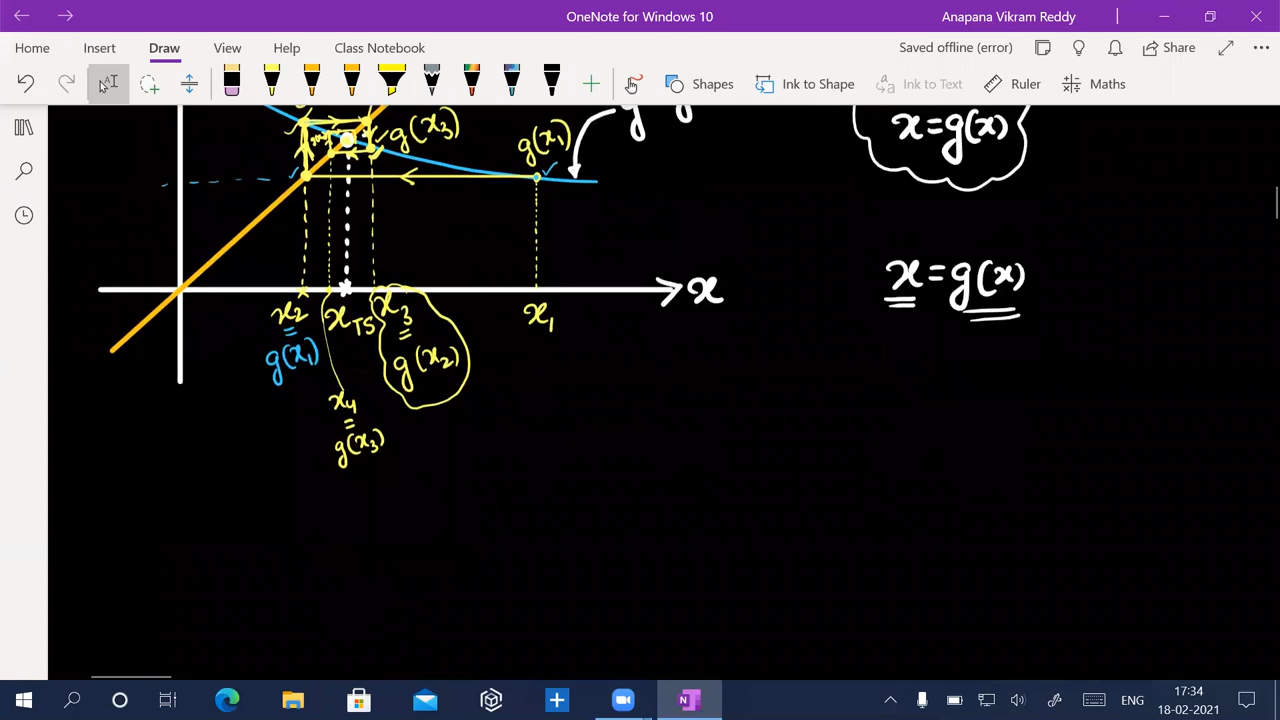 OneNote for Windows 10
Anapana Vikram Reddy
Home Insert Draw View Help Class Notebook
Saved offline (error) Share
Shapes Ink to Shape Ink to Text Ruler Maths
g(x3)
g(x1)
x=g(x)
x=g(x)
x
x2 xTS x3 x1
g(x1) g(x2)
x4
g(x3)
ENG
17:34
18-02-2021